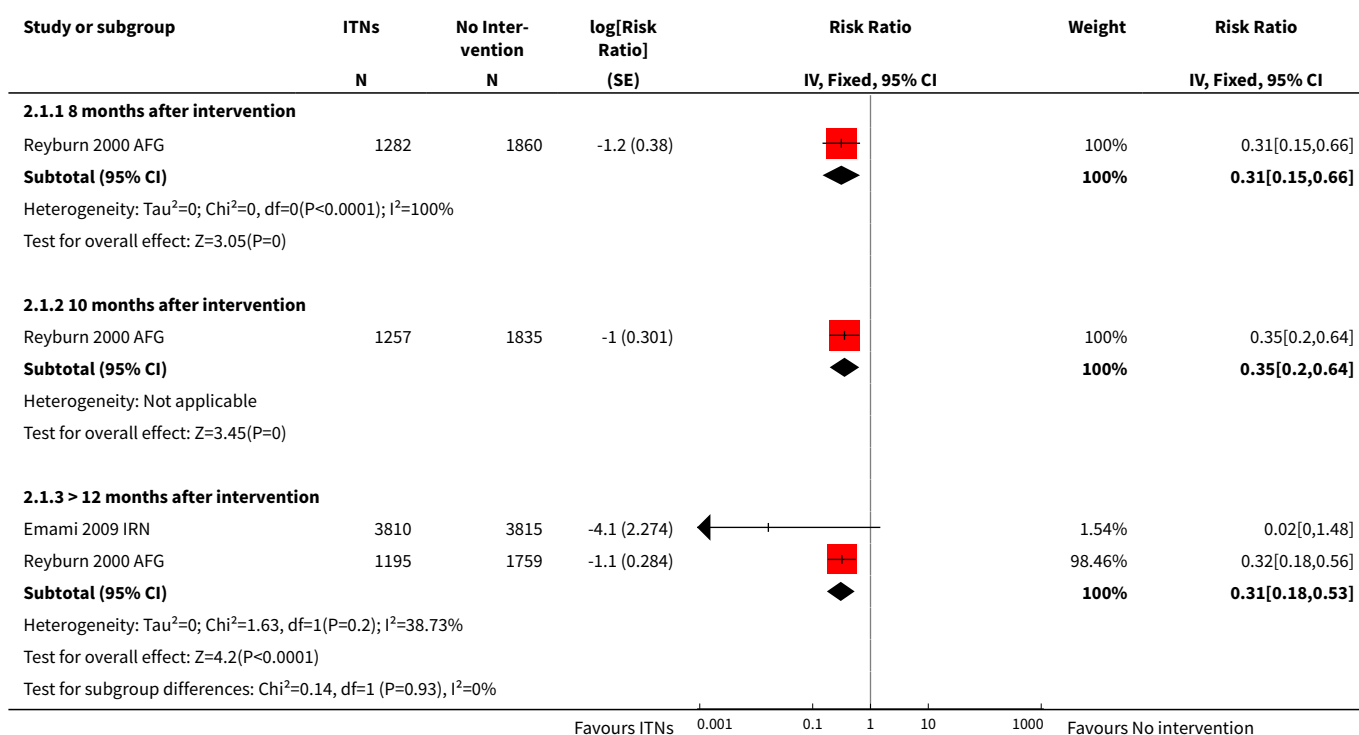 Study or subgroup ITNs No Inter- log[Risk Risk Ratio Weight Risk Ratio
vention Ratio]
N N (SE) IV, Fixed, 95% CI IV, Fixed, 95% CI
2.1.1 8 months after intervention
Reyburn 2000 AFG 1282 1860 -1.2 (0.38) 100% 0.31[0.15,0.66]
Subtotal (95% CI) 100% 0.31[0.15,0.66]
Heterogeneity: Tau²=0; Chi²=0, df=0(P<0.0001); I²=100%
Test for overall effect: Z=3.05(P=0)
2.1.2 10 months after intervention
Reyburn 2000 AFG 1257 1835 -1 (0.301) 100% 0.35[0.2,0.64]
Subtotal (95% CI) 100% 0.35[0.2,0.64]
Heterogeneity: Not applicable
Test for overall effect: Z=3.45(P=0)
2.1.3 > 12 months after intervention
Emami 2009 IRN 3810 3815 -4.1 (2.274) 1.54% 0.02[0,1.48]
Reyburn 2000 AFG 1195 1759 -1.1 (0.284) 98.46% 0.32[0.18,0.56]
Subtotal (95% CI) 100% 0.31[0.18,0.53]
Heterogeneity: Tau²=0; Chi²=1.63, df=1(P=0.2); I²=38.73%
Test for overall effect: Z=4.2(P<0.0001)
Test for subgroup differences: Chi²=0.14, df=1 (P=0.93), I²=0%
Favours ITNs 0.001 0.1 1 10 1000 Favours No intervention